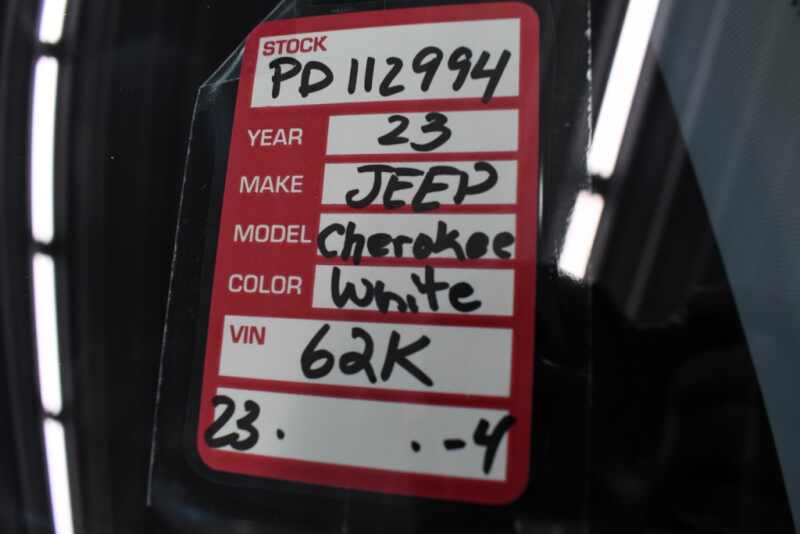 STOCK
PD112994
YEAR 23
MAKE JEEP
MODEL Cherokee
COLOR White
VIN 62K
23. .-4